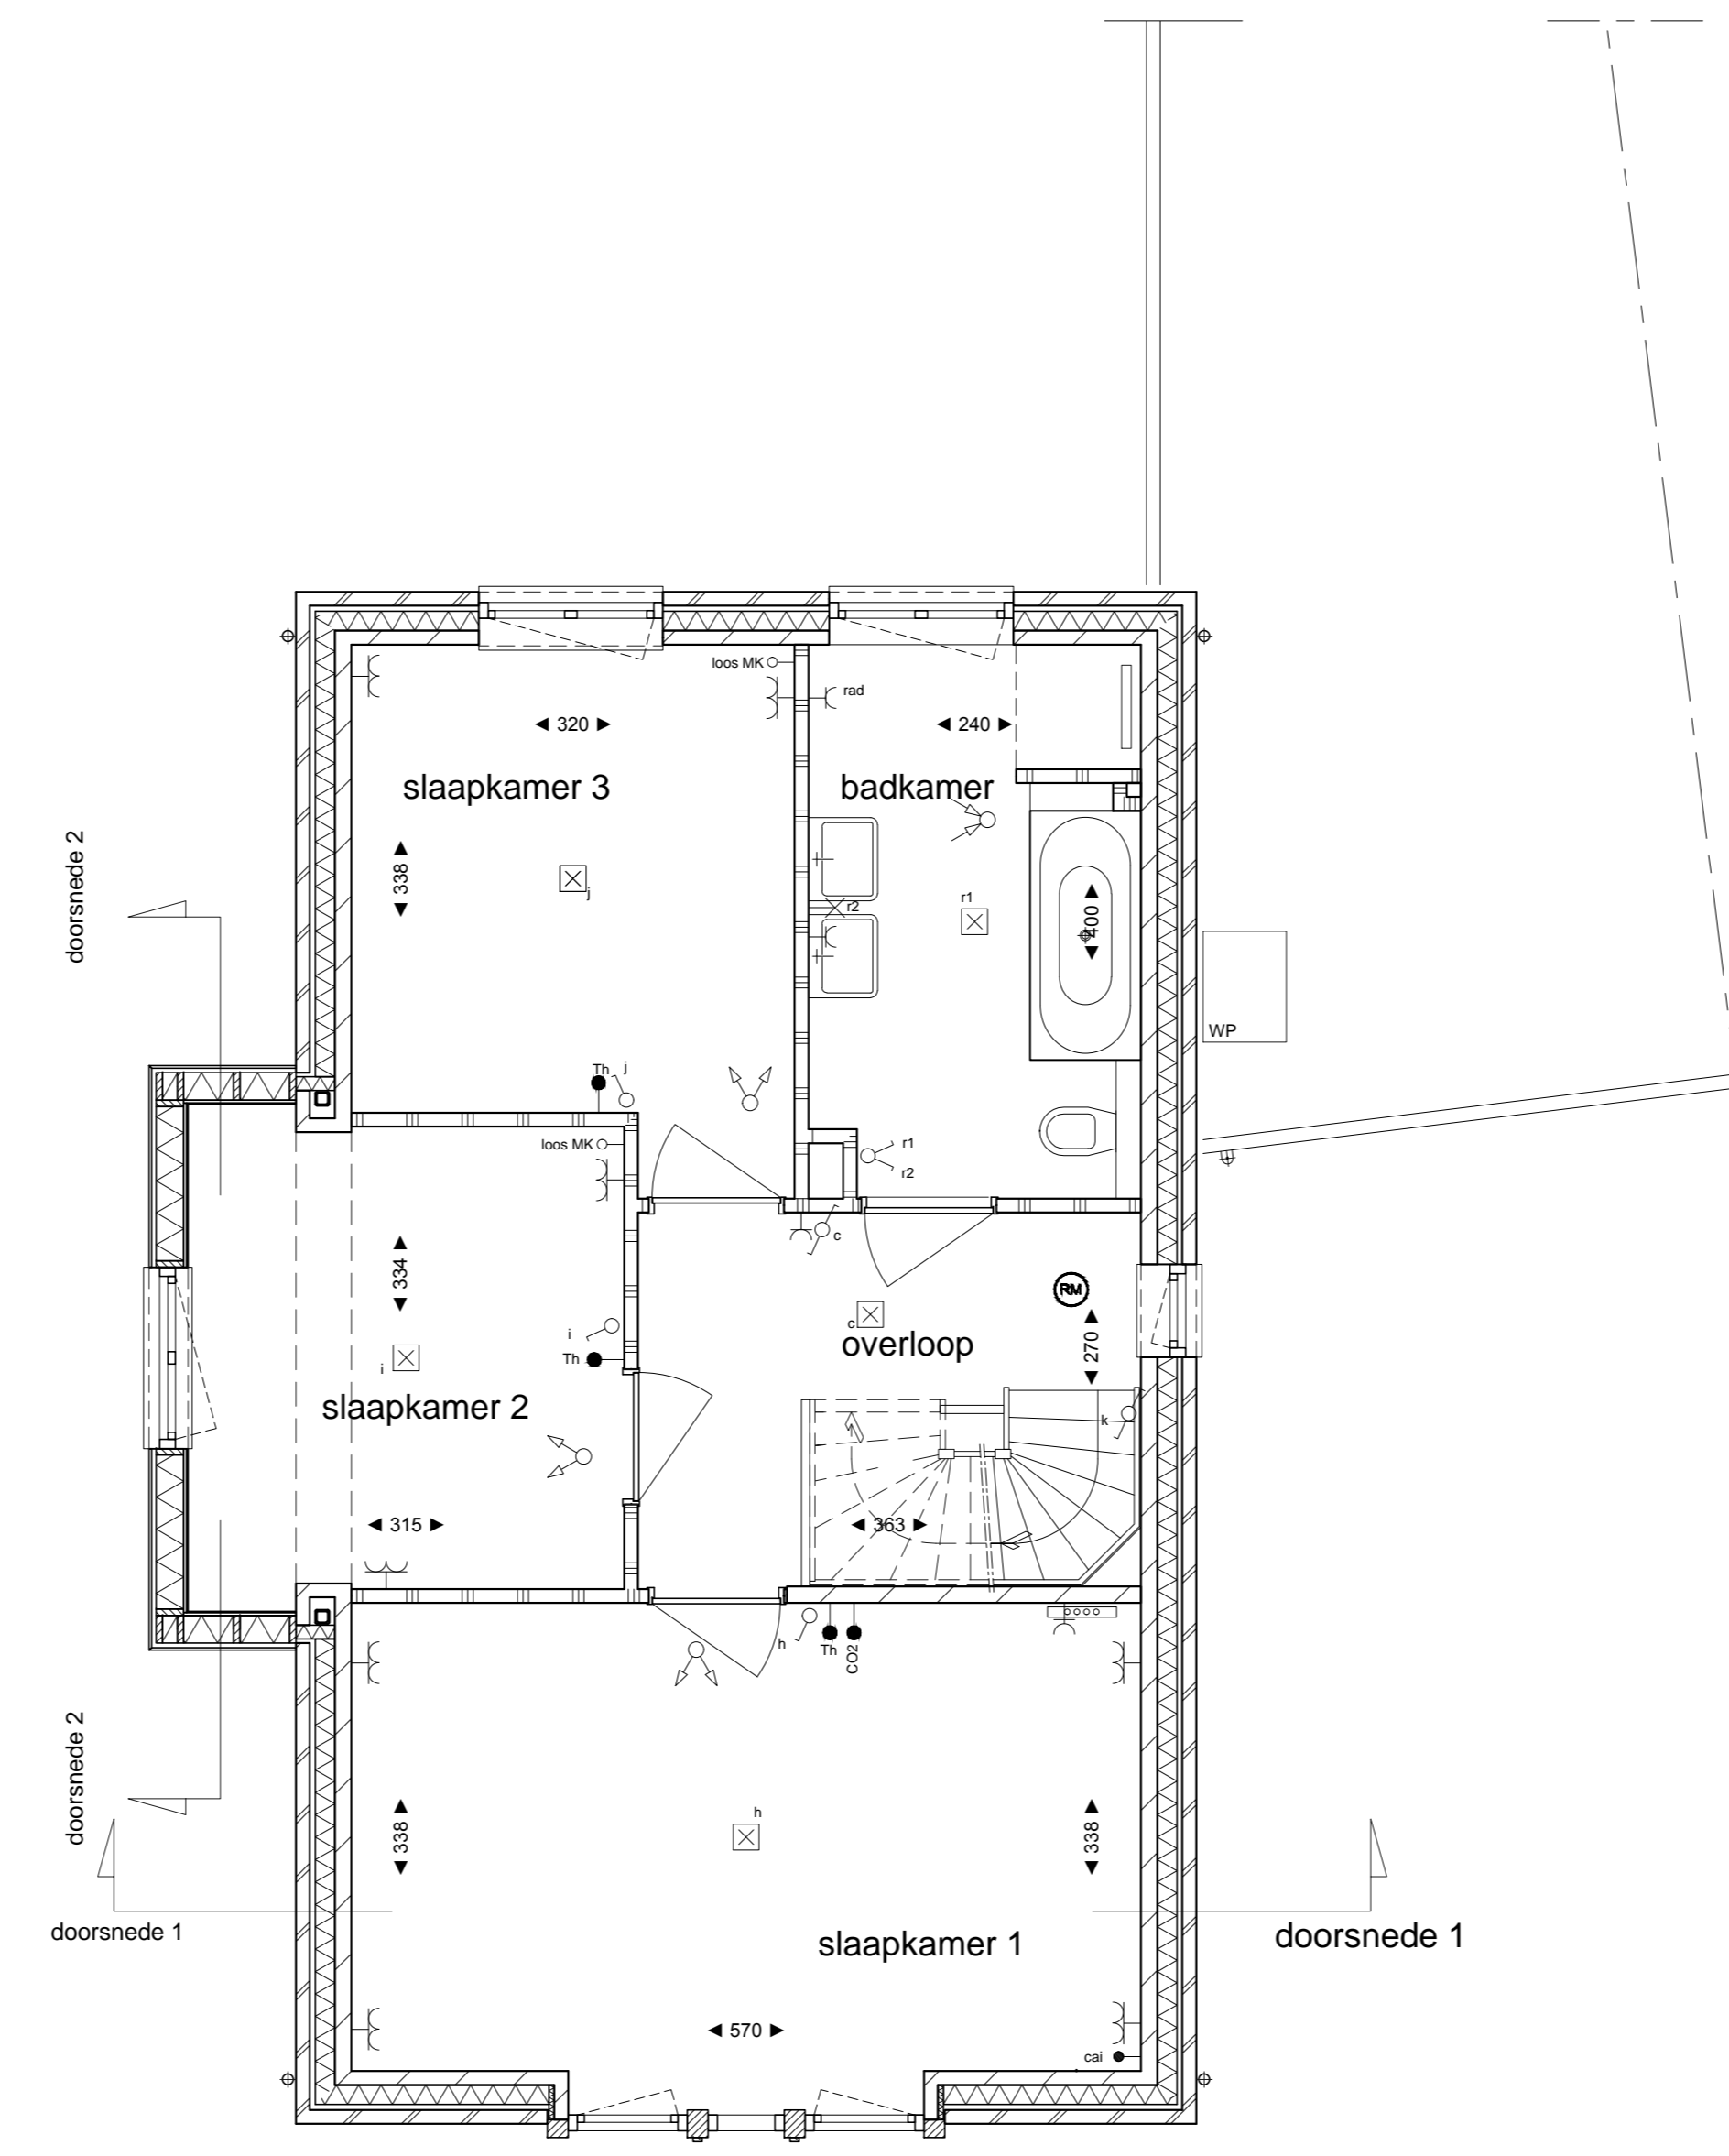 loos MK
rad
320
240
slaapkamer 3
badkamer
doorsnede 2
338
j
r1
r2
400
WP
Th
j
loos MK
r1
r2
c
334
RM
c
i
overloop
270
Th
i
slaapkamer 2
k
315
363
h
Th
CO2
doorsnede 2
338
h
338
doorsnede 1
doorsnede 1
slaapkamer 1
570
cai